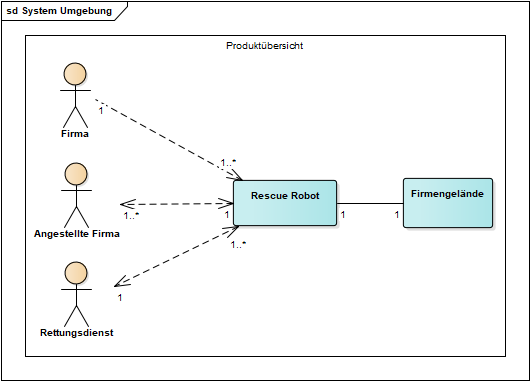 sd System Umgebung
Produktübersicht
Firma
1
1..*
Angestellte Firma
1..*
1
Rescue Robot
1
1
Firmengelände
Rettungsdienst
1
1..*